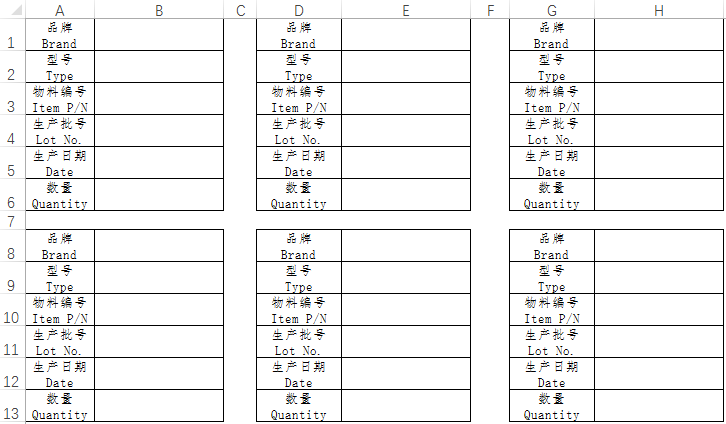 A B C D E F G H
1 品牌 Brand 品牌 Brand 品牌 Brand
2 型号 Type 型号 Type 型号 Type
3 物料编号 Item P/N 物料编号 Item P/N 物料编号 Item P/N
4 生产批号 Lot No. 生产批号 Lot No. 生产批号 Lot No.
5 生产日期 Date 生产日期 Date 生产日期 Date
6 数量 Quantity 数量 Quantity 数量 Quantity
7
8 品牌 Brand 品牌 Brand 品牌 Brand
9 型号 Type 型号 Type 型号 Type
10 物料编号 Item P/N 物料编号 Item P/N 物料编号 Item P/N
11 生产批号 Lot No. 生产批号 Lot No. 生产批号 Lot No.
12 生产日期 Date 生产日期 Date 生产日期 Date
13 数量 Quantity 数量 Quantity 数量 Quantity